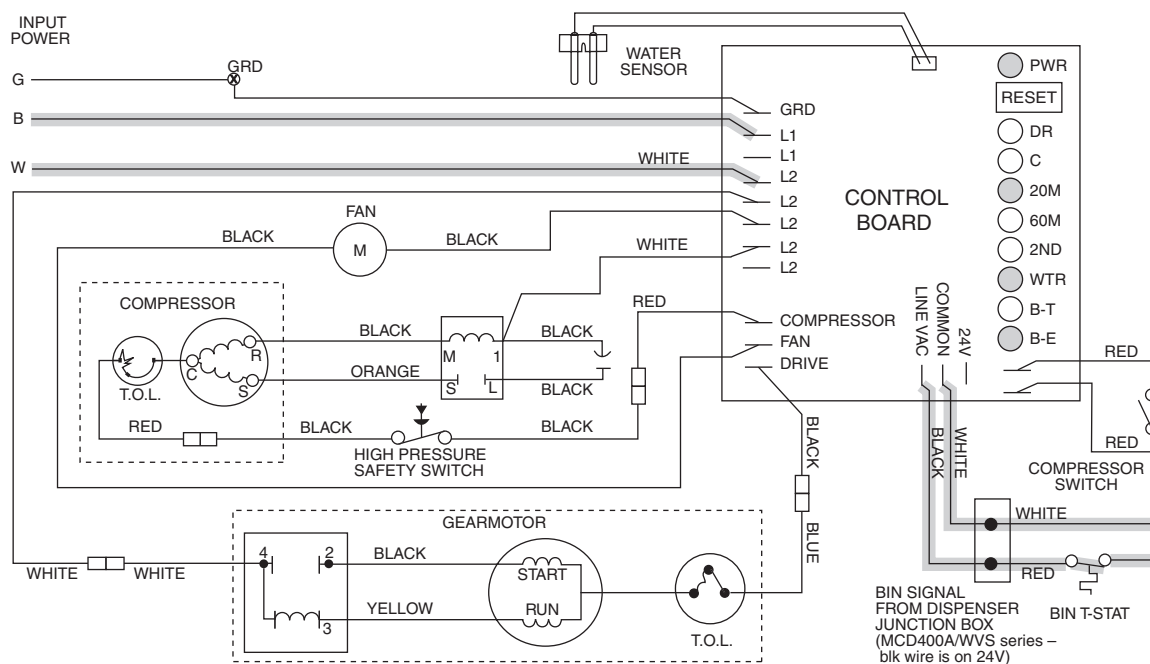 INPUT
POWER
G
GRD
B
W
WHITE
WATER
SENSOR
GRD
L1
L1
L2
L2
L2
L2
L2
COMPRESSOR
FAN
DRIVE
CONTROL
BOARD
PWR
RESET
DR
C
20M
60M
2ND
WTR
B-T
B-E
LINE VAC
COMMON
24V
FAN
BLACK
M
BLACK
WHITE
RED
COMPRESSOR
BLACK
BLACK
R
C
S
M
1
S
L
ORANGE
BLACK
T.O.L.
RED
BLACK
BLACK
HIGH PRESSURE
SAFETY SWITCH
RED
RED
COMPRESSOR
SWITCH
BLACK
WHITE
BLACK
BLUE
GEARMOTOR
WHITE
WHITE
4
2
3
BLACK
START
YELLOW
RUN
T.O.L.
WHITE
RED
BIN T-STAT
BIN SIGNAL
FROM DISPENSER
JUNCTION BOX
(MCD400A/WVS series –
blk wire is on 24V)